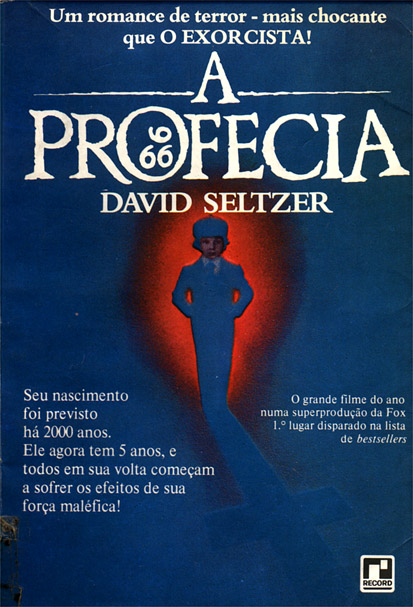 Um romance de terror - mais chocante
que O EXORCISTA!
A
PROFECIA
666
DAVID SELTZER
Seu nascimento
foi previsto
há 2000 anos.
Ele agora tem 5 anos, e
todos em sua volta começam
a sofrer os efeitos de sua
força maléfica!
O grande filme do ano
numa superprodução da Fox
1.º lugar disparado na lista
de bestsellers
RECORD